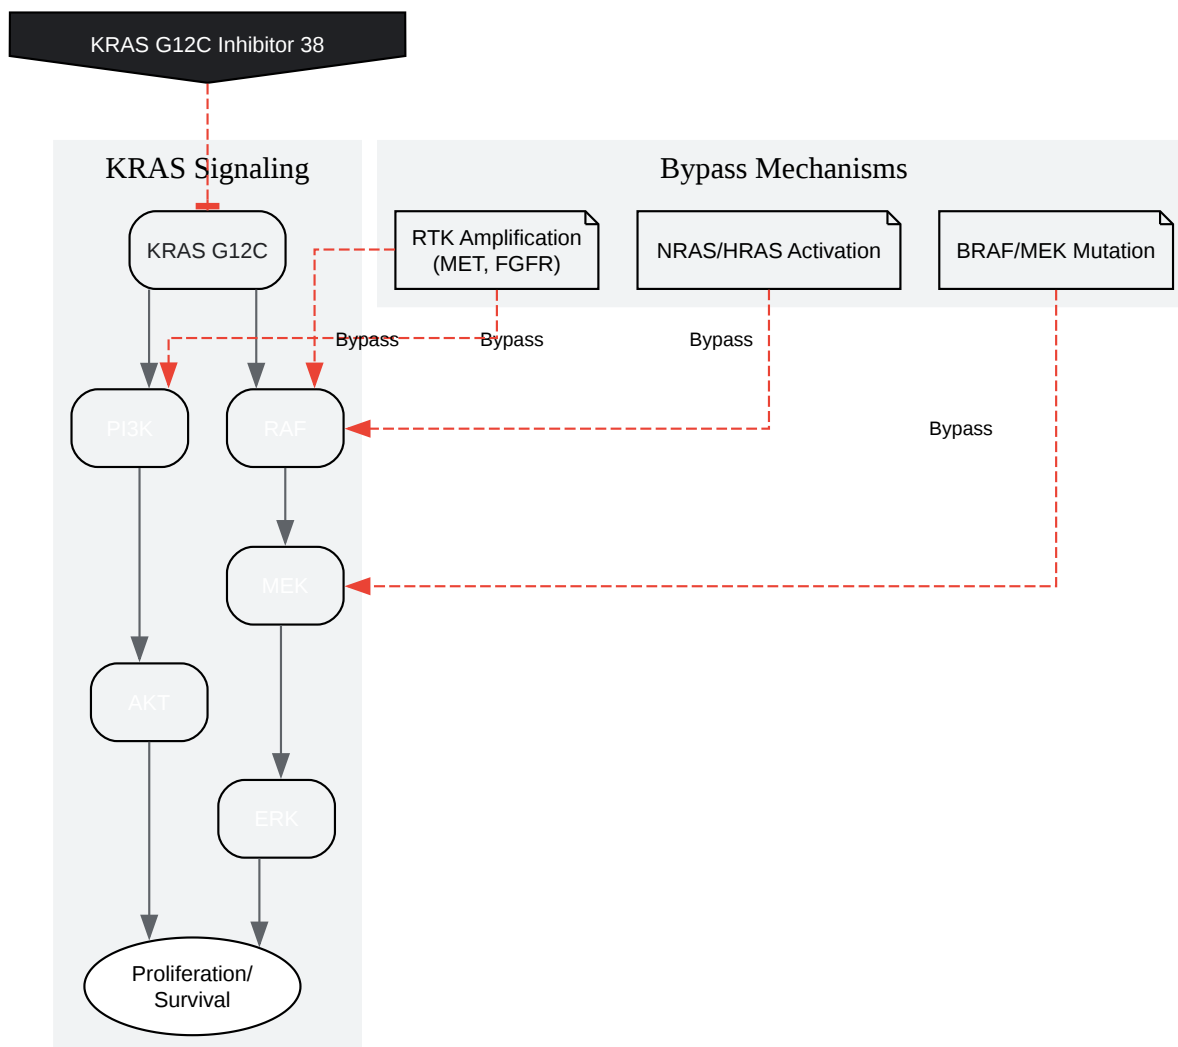 KRAS G12C Inhibitor 38
KRAS Signaling
Bypass Mechanisms
KRAS G12C
RTK Amplification
(MET, FGFR)
NRAS/HRAS Activation
BRAF/MEK Mutation
Bypass
Bypass
Bypass
PI3K
RAF
Bypass
MEK
AKT
ERK
Proliferation/
Survival